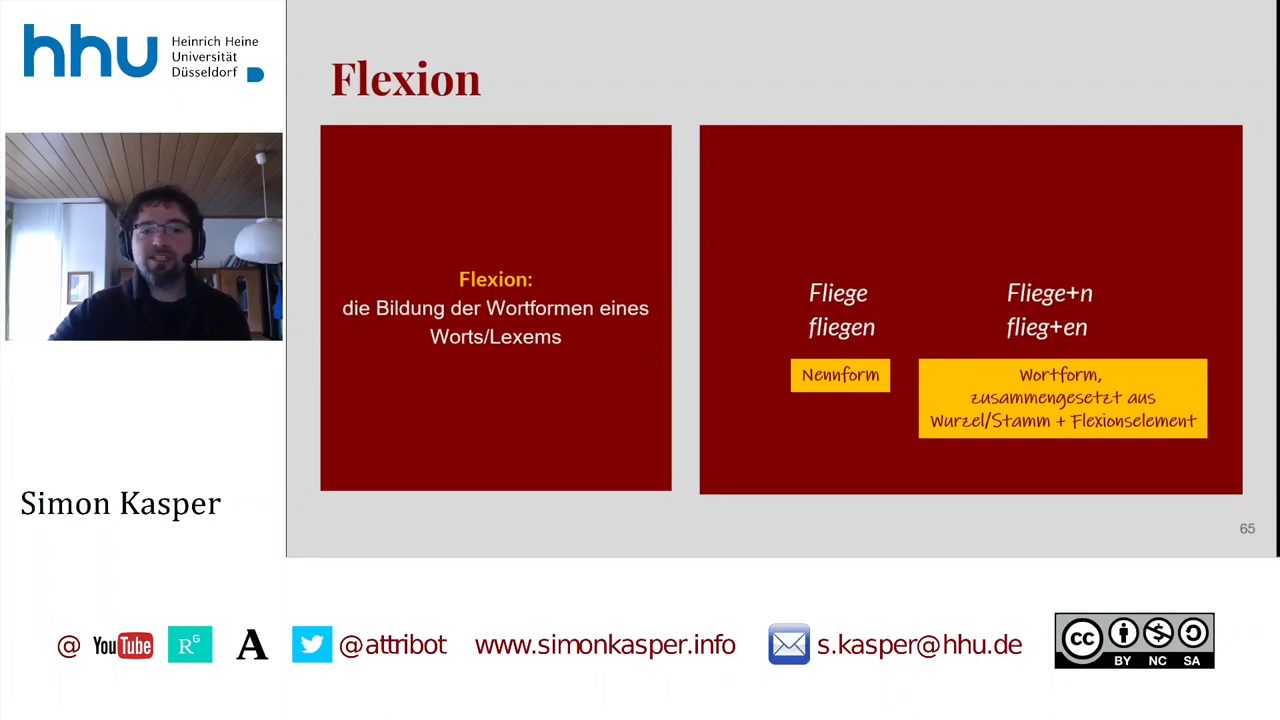 hhu
Heinrich Heine
Universität
Düsseldorf
Flexion
Flexion:
die Bildung der Wortformen eines
Worts/Lexems
Fliege
fliegen
Nennform
Fliege+n
flieg+en
Wortform,
zusammengesetzt aus
Wurzel/Stamm + Flexionselement
Simon Kasper
65
@ YouTube RG A @attribot www.simonkasper.info s.kasper@hhu.de
cc BY NC SA